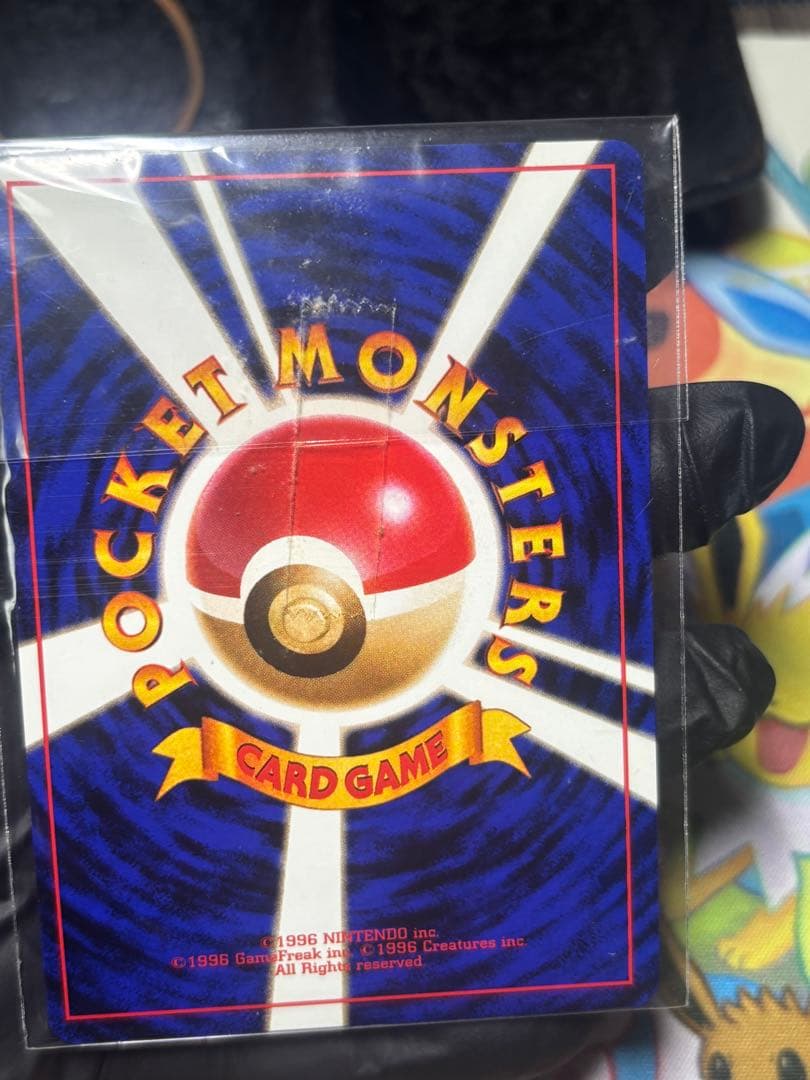 POCKET MONSTERS
CARD GAME
©1996 NINTENDO inc.
©1996 GameFreak inc. ©1996 Creatures inc.
All Rights reserved.